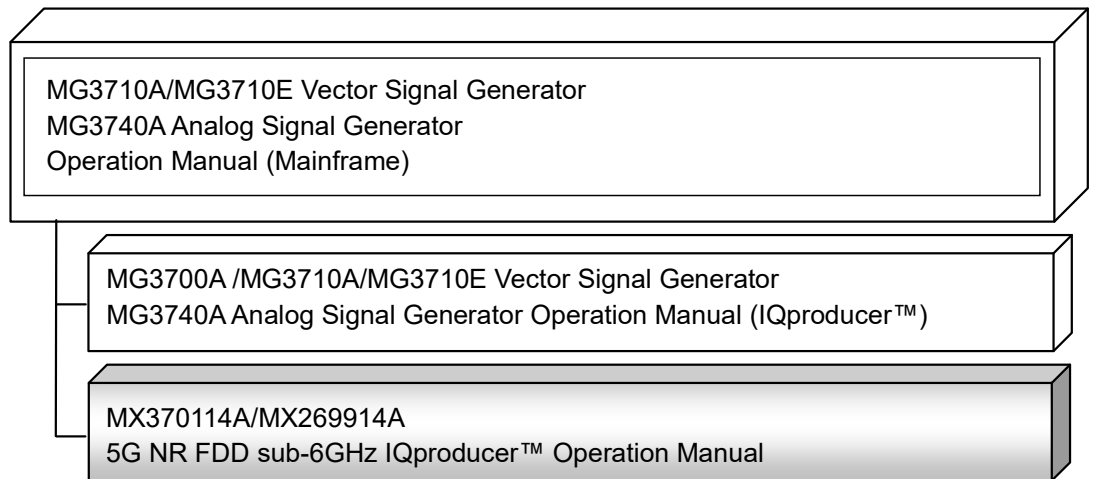 MG3710A/MG3710E Vector Signal Generator
MG3740A Analog Signal Generator
Operation Manual (Mainframe)
MG3700A /MG3710A/MG3710E Vector Signal Generator
MG3740A Analog Signal Generator Operation Manual (IQproducer™)
MX370114A/MX269914A
5G NR FDD sub-6GHz IQproducer™ Operation Manual